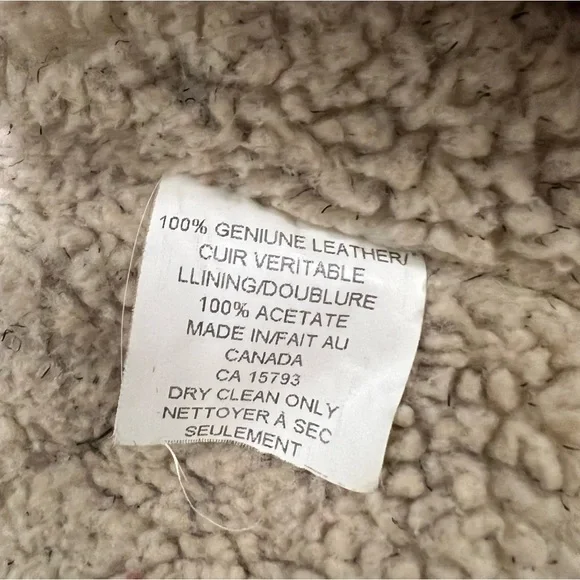 100% GENIUNE LEATHER/
CUIR VERITABLE
LLINING/DOUBLURE
100% ACETATE
MADE IN/FAIT AU
CANADA
CA 15793
DRY CLEAN ONLY
NETTOYER À SEC
SEULEMENT